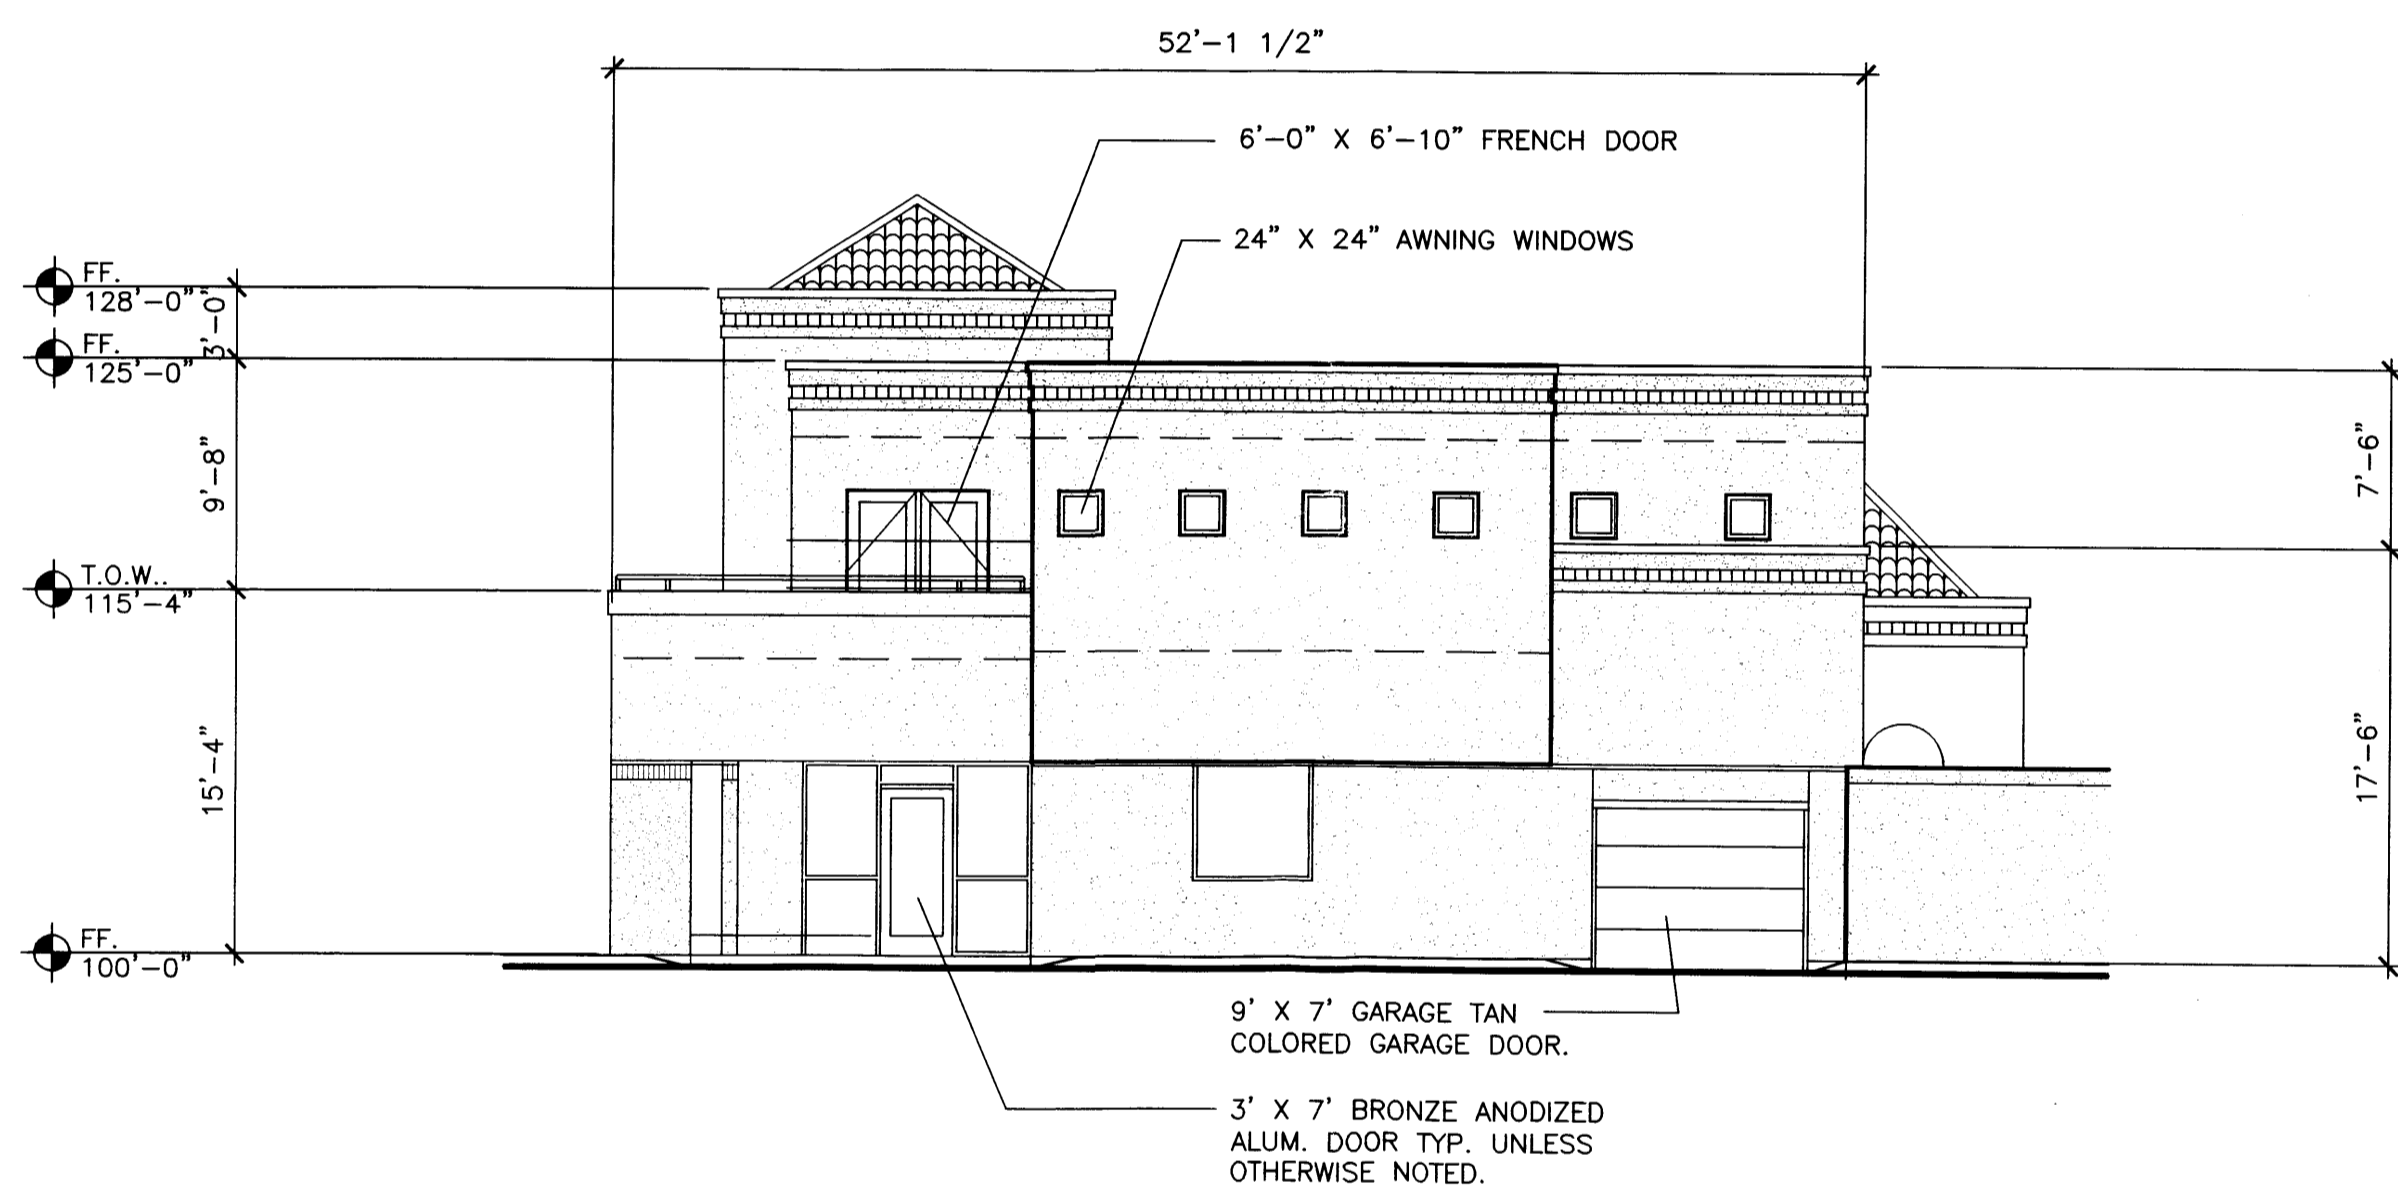 52'-1 1/2"
6'-0" X 6'-10" FRENCH DOOR
24" X 24" AWNING WINDOWS
FF.
128'-0"
3'-0"
FF.
125'-0"
9'-8"
7'-6"
T.O.W..
115'-4"
15'-4"
17'-6"
FF.
100'-0"
9' X 7' GARAGE TAN
COLORED GARAGE DOOR.
3' X 7' BRONZE ANODIZED
ALUM. DOOR TYP. UNLESS
OTHERWISE NOTED.